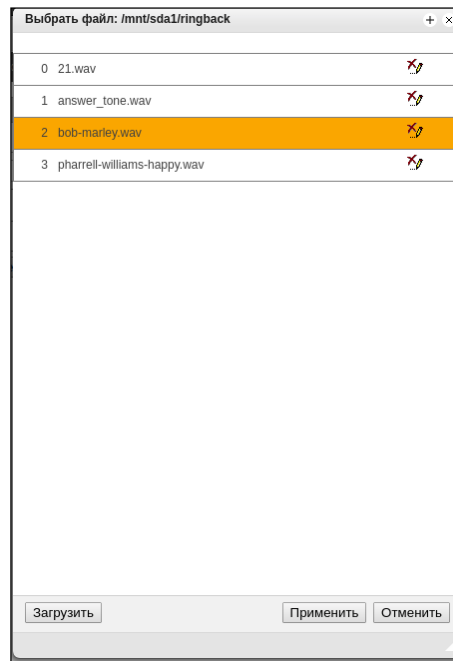 Выбрать файл: /mnt/sda1/ringback
0 21.wav
1 answer_tone.wav
2 bob-marley.wav
3 pharrell-williams-happy.wav
Загрузить Применить Отменить